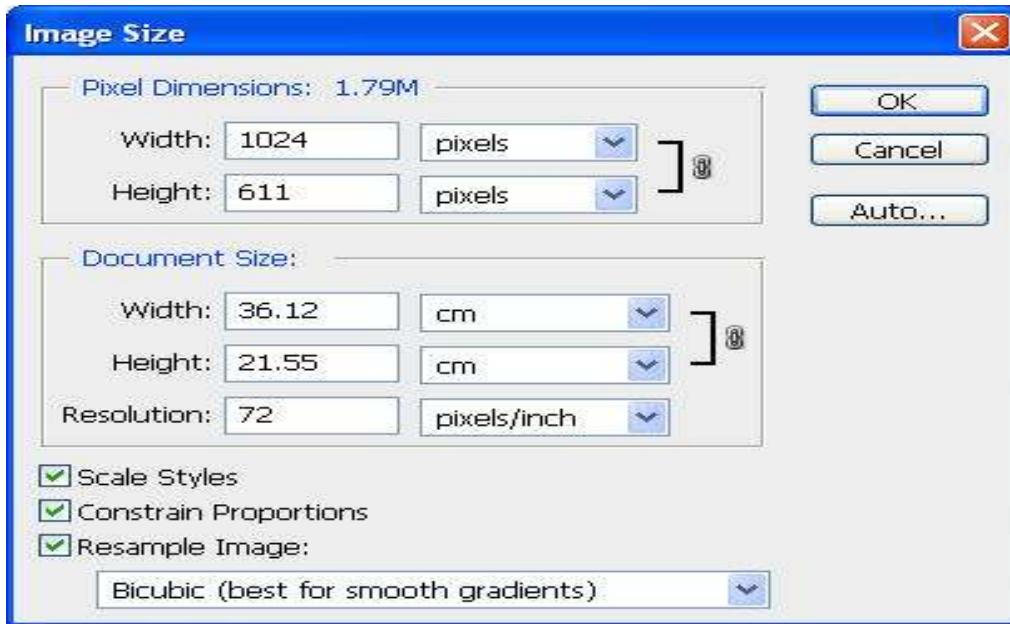 Image Size
Pixel Dimensions: 1.79M
OK
Width: 1024 pixels
Cancel
Height: 611 pixels
Auto...
Document Size:
Width: 36.12 cm
Height: 21.55 cm
Resolution: 72 pixels/inch
Scale Styles
Constrain Proportions
Resample Image:
Bicubic (best for smooth gradients)